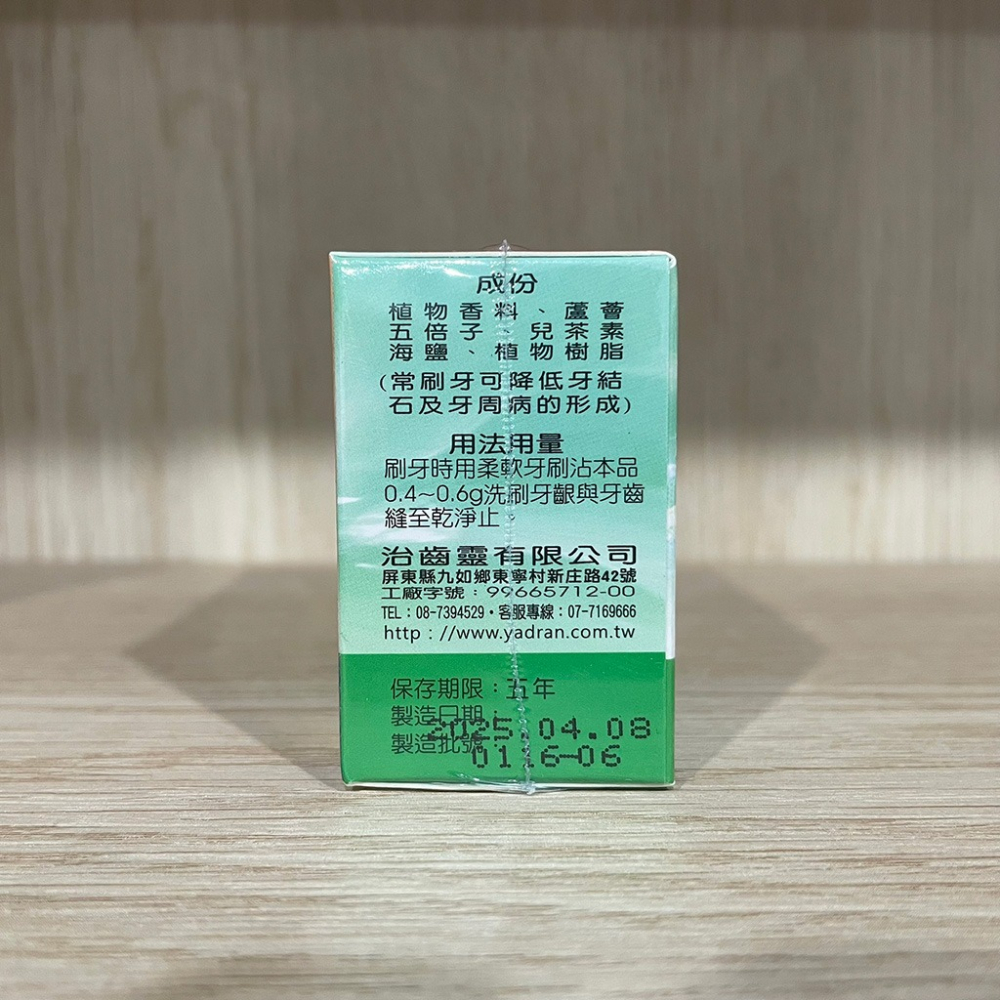 成份
植物香料、蘆薈
五倍子、兒茶素
海鹽、植物樹脂
(常刷牙可降低牙結
石及牙周病的形成)
用法用量
刷牙時用柔軟牙刷沾本品
0.4~0.6g洗刷牙齦與牙齒
縫至乾淨止。
治齒靈有限公司
屏東縣九如鄉東寧村新庄路42號
工廠字號：99665712-00
TEL：08-7394529・客服專線：07-7169666
http：//www.yadran.com.tw
保存期限：五年
製造日期：2025.04.08
製造批號：0116-06